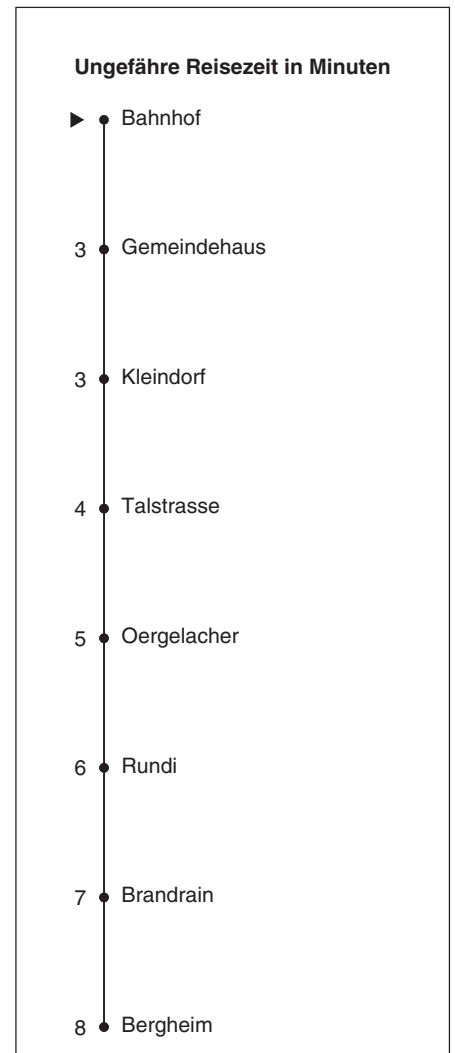 Ungefähre Reisezeit in Minuten
Bahnhof
3 Gemeindehaus
3 Kleindorf
4 Talstrasse
5 Oergelacher
6 Rundi
7 Brandrain
8 Bergheim